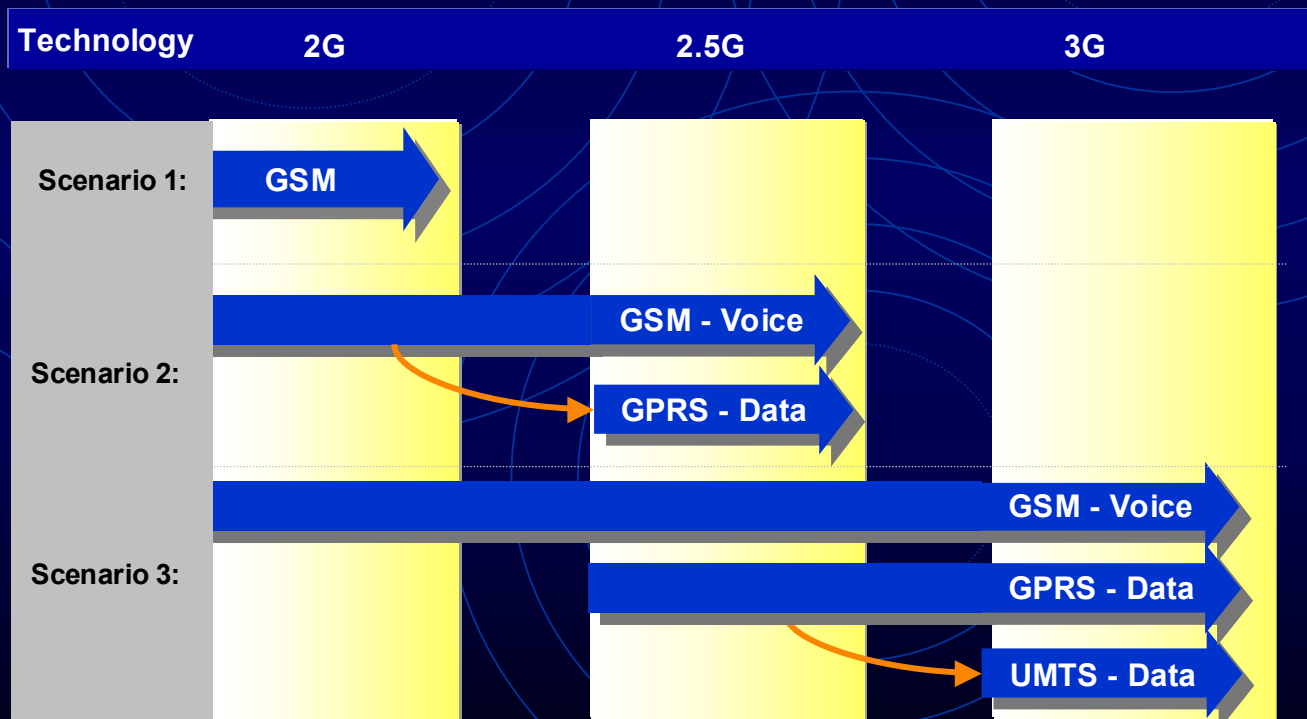 Technology 2G 2.5G 3G
Scenario 1: GSM
GSM - Voice
Scenario 2:
GPRS - Data
GSM - Voice
Scenario 3: GPRS - Data
UMTS - Data